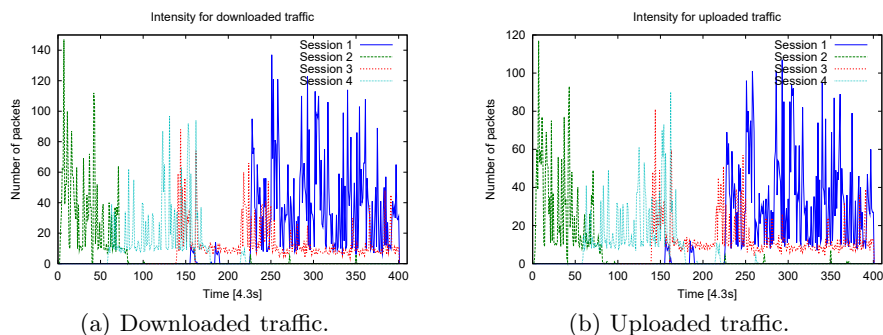 Intensity for downloaded traffic
Number of packets
140
120
100
80
60
40
20
0
0 50 100 150 200 250 300 350 400
Time [4.3s]
Session 1
Session 2
Session 3
Session 4
(a) Downloaded traffic.
Intensity for uploaded traffic
Number of packets
120
100
80
60
40
20
0
0 50 100 150 200 250 300 350 400
Time [4.3s]
Session 1
Session 2
Session 3
Session 4
(b) Uploaded traffic.